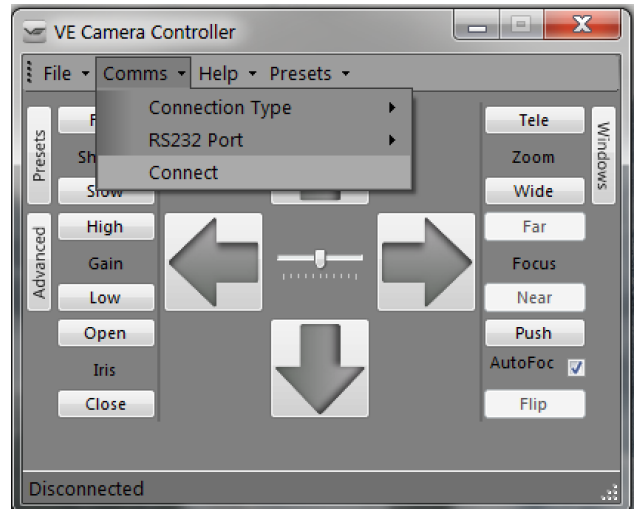 VE Camera Controller
File Comms Help Presets
Connection Type
RS232 Port
Connect
Presets
Advanced
Slow
High
Gain
Low
Open
Iris
Close
Tele
Zoom
Wide
Far
Focus
Near
Push
AutoFoc
Flip
Windows
Disconnected